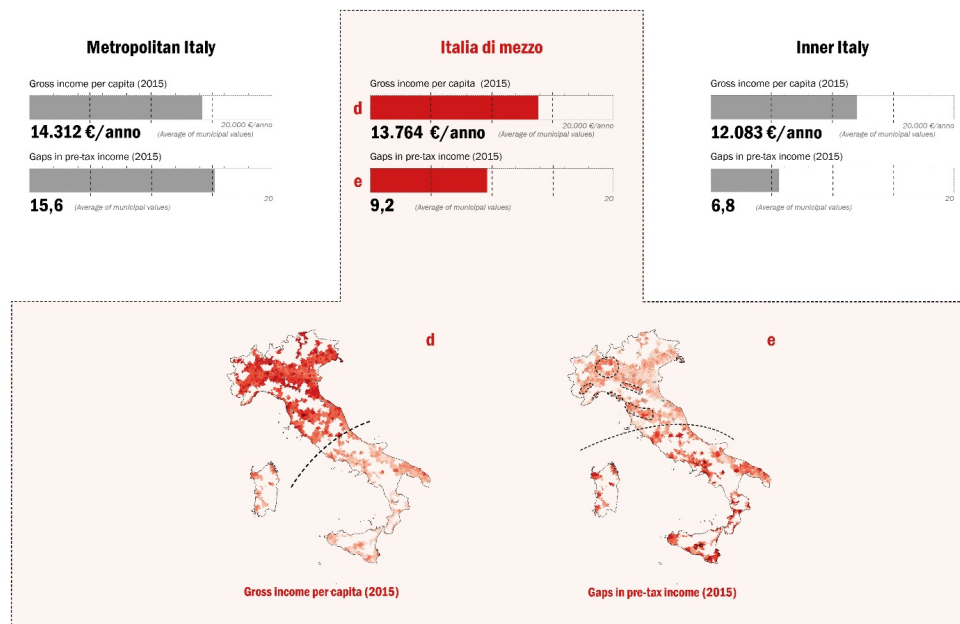 Metropolitan Italy
Gross income per capita (2015)
20.000 €/anno
14.312 €/anno (Average of municipal values)
Gaps in pre-tax income (2015)
20
15,6 (Average of municipal values)
Italia di mezzo
Gross income per capita (2015)
d
20.000 €/anno
13.764 €/anno (Average of municipal values)
Gaps in pre-tax income (2015)
e
20
9,2 (Average of municipal values)
Inner Italy
Gross income per capita (2015)
20.000 €/anno
12.083 €/anno (Average of municipal values)
Gaps in pre-tax income (2015)
20
6,8 (Average of municipal values)
d
e
Gross income per capita (2015)
Gaps in pre-tax income (2015)